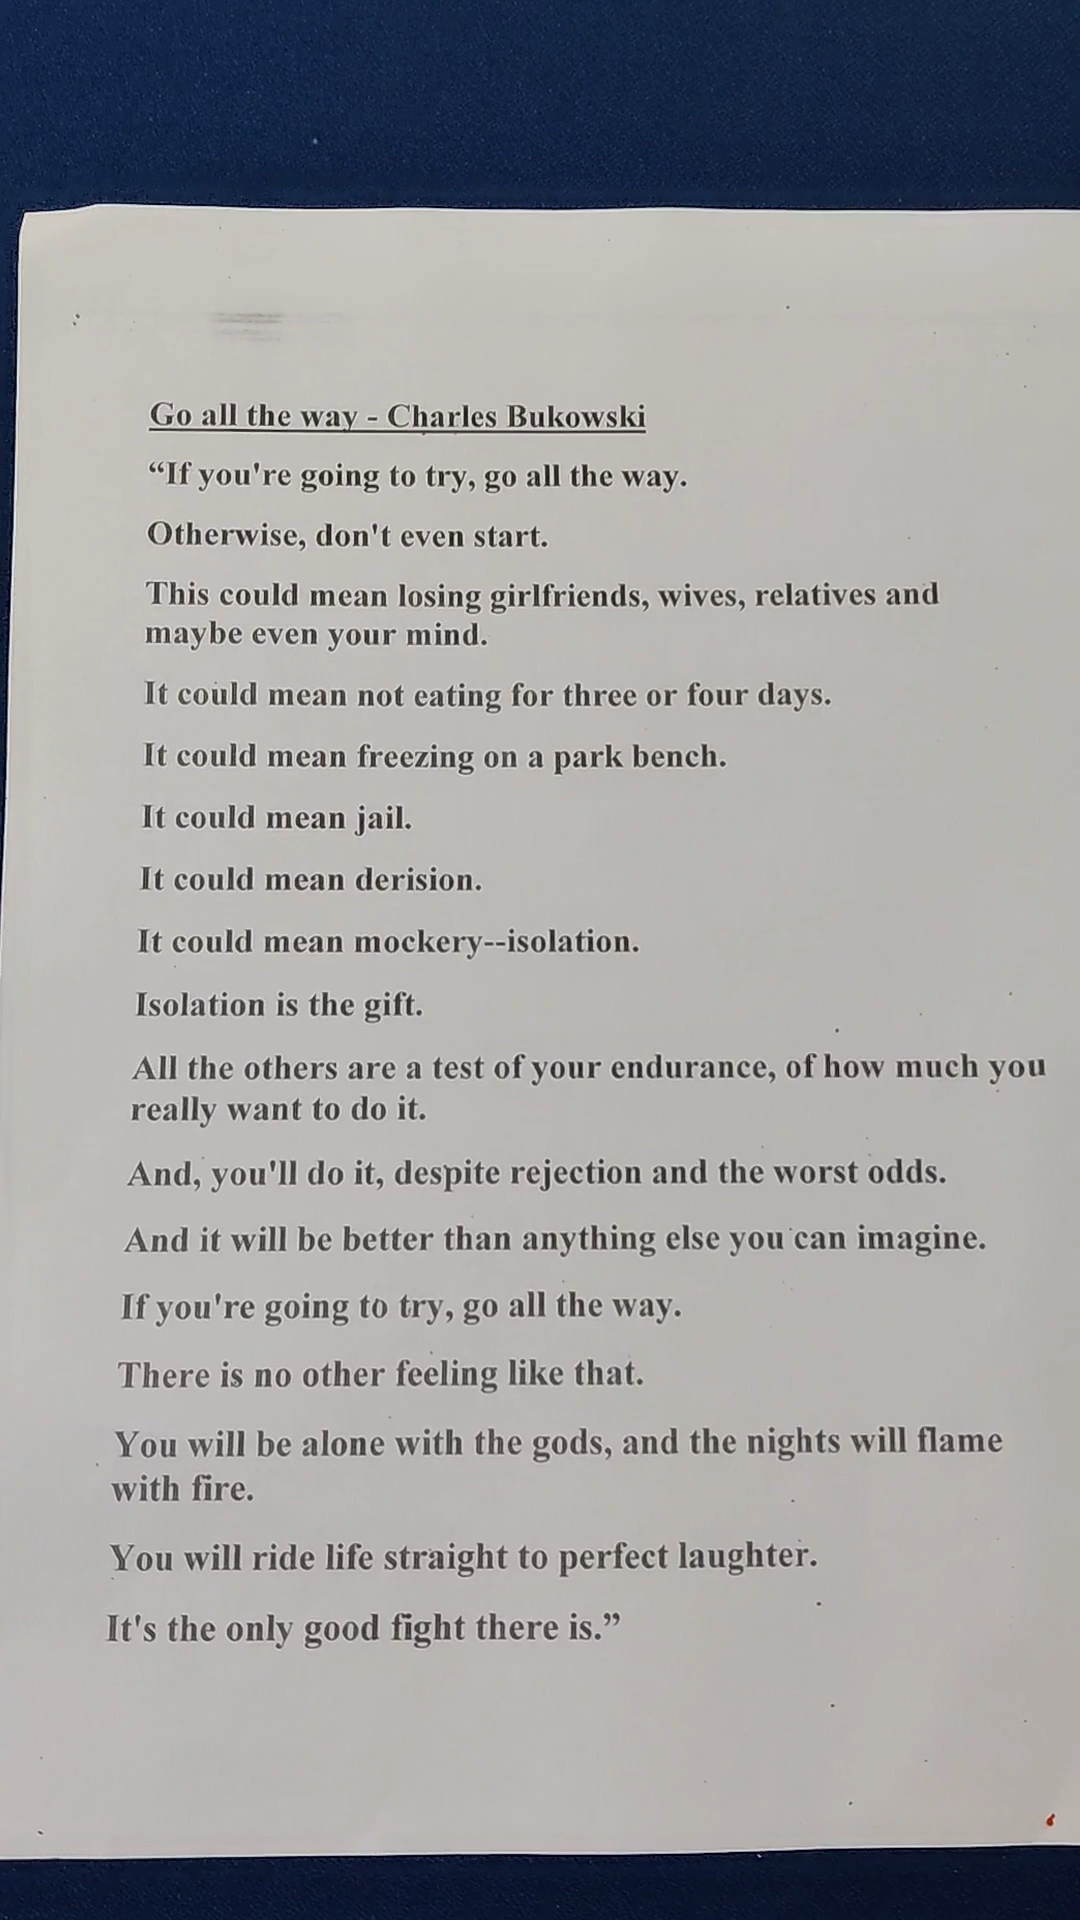 Go all the way - Charles Bukowski
“If you're going to try, go all the way.
Otherwise, don't even start.
This could mean losing girlfriends, wives, relatives and
maybe even your mind.
It could mean not eating for three or four days.
It could mean freezing on a park bench.
It could mean jail.
It could mean derision.
It could mean mockery--isolation.
Isolation is the gift.
All the others are a test of your endurance, of how much you
really want to do it.
And, you'll do it, despite rejection and the worst odds.
And it will be better than anything else you can imagine.
If you're going to try, go all the way.
There is no other feeling like that.
You will be alone with the gods, and the nights will flame
with fire.
You will ride life straight to perfect laughter.
It's the only good fight there is.”